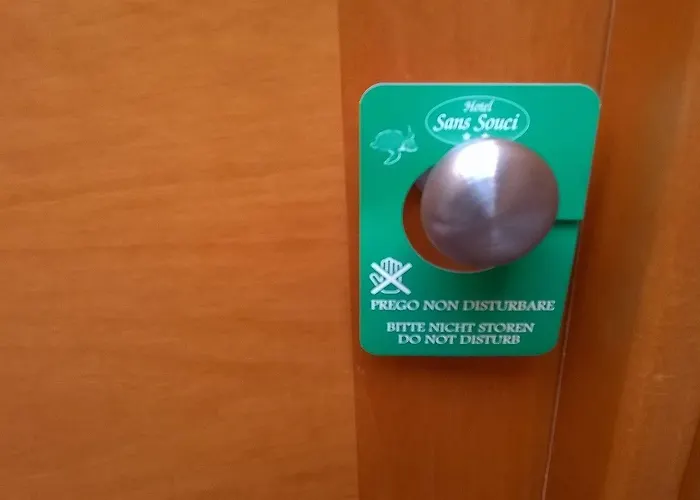 Hotel
Sans Souci
PREGO NON DISTURBARE
BITTE NICHT STOREN
DO NOT DISTURB